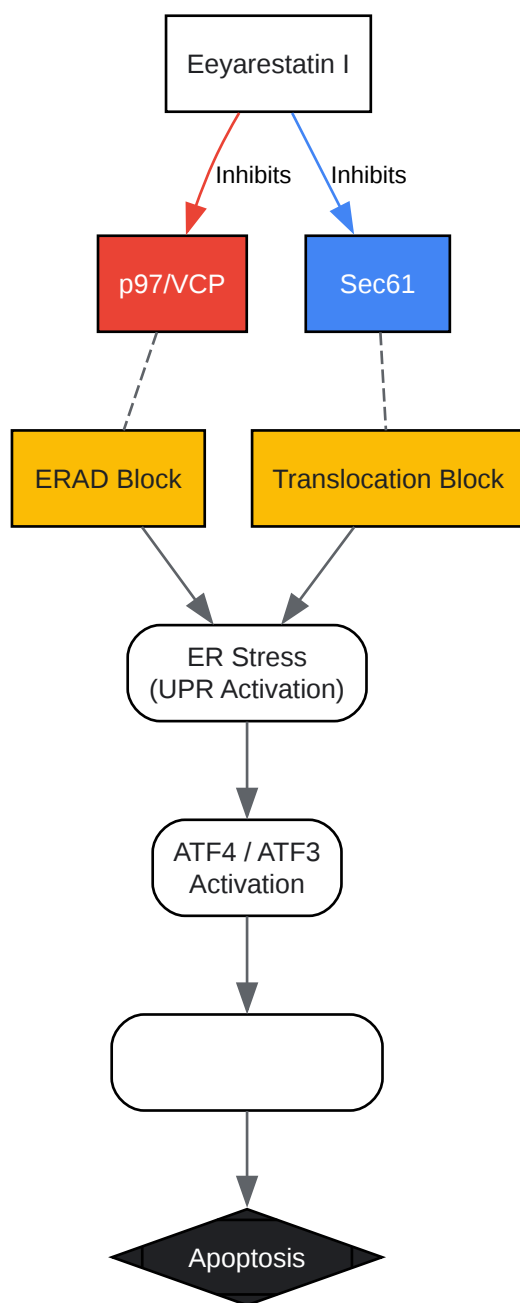 Eeyarestatin I
Inhibits
Inhibits
p97/VCP
Sec61
ERAD Block
Translocation Block
ER Stress
(UPR Activation)
ATF4 / ATF3
Activation
Apoptosis